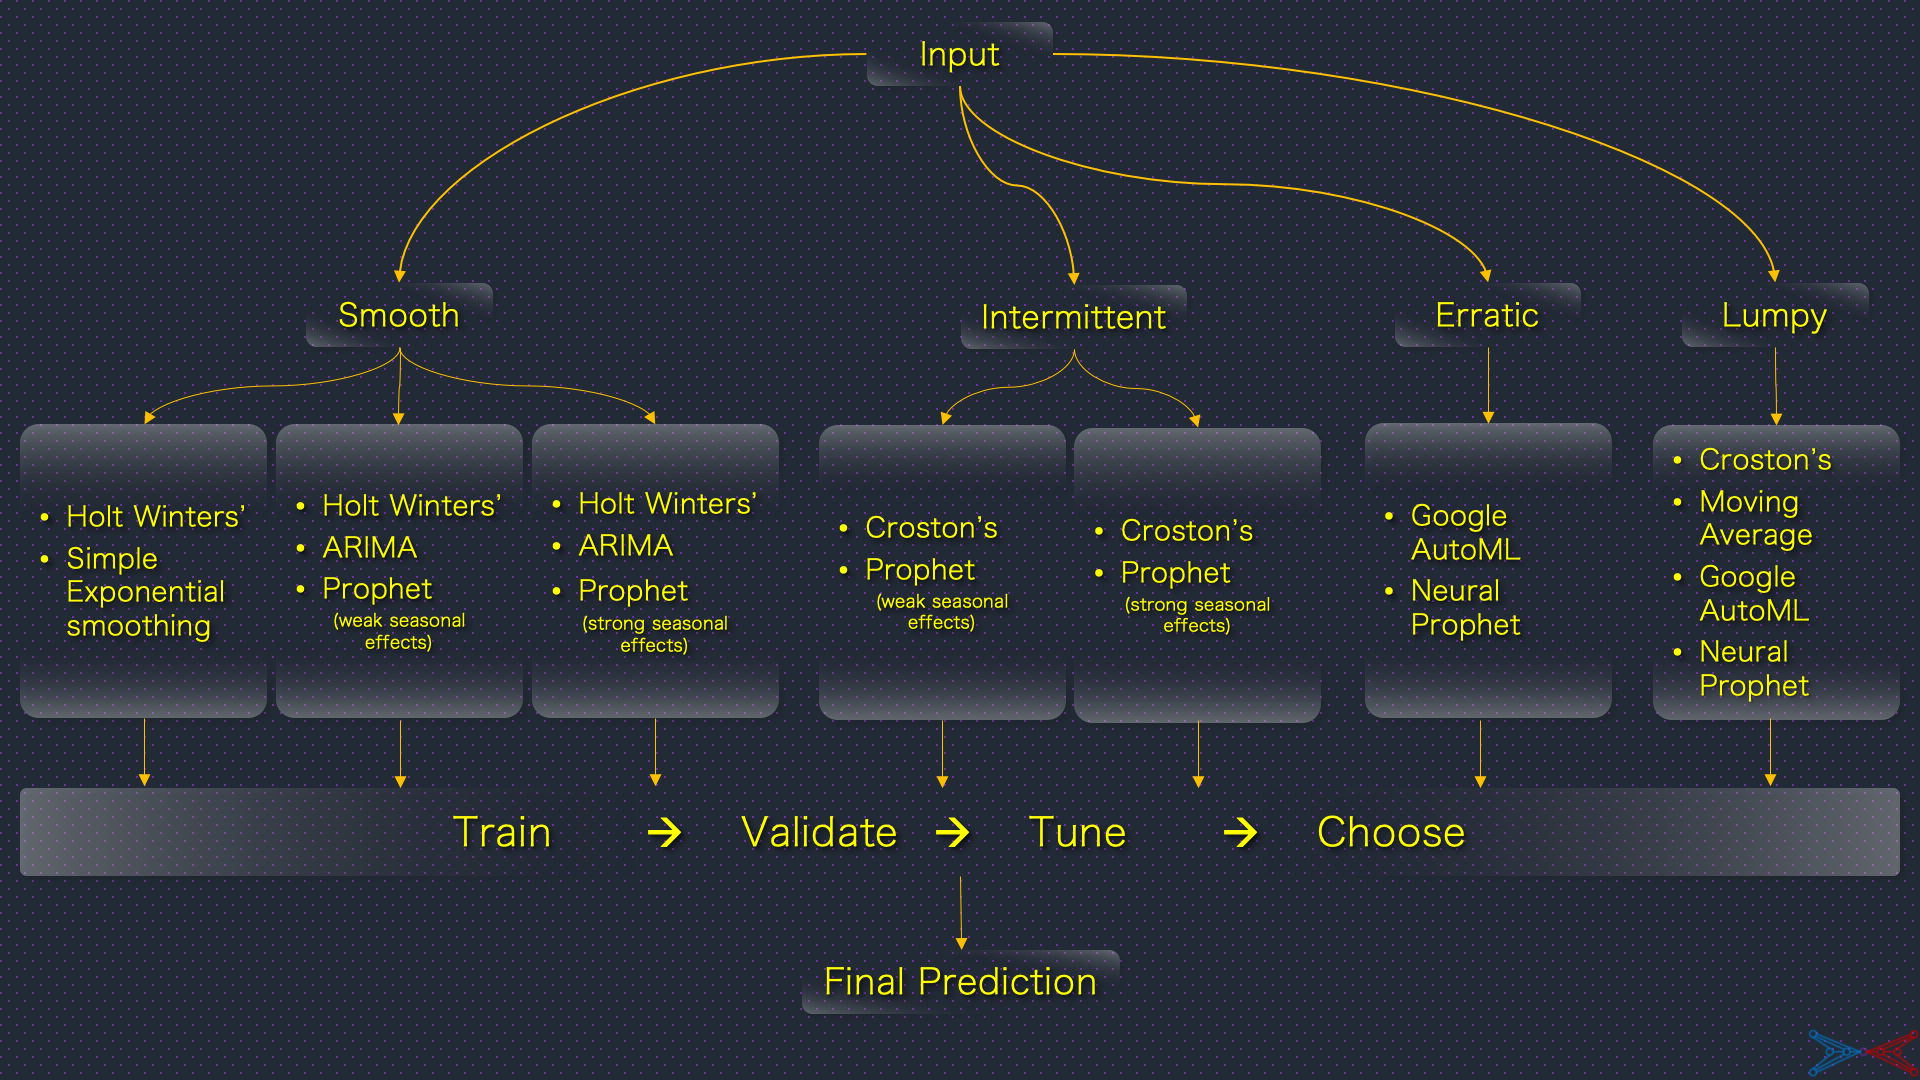 Input
Smooth
Intermittent
Erratic
Lumpy
• Holt Winters’
• Simple
Exponential
smoothing
• Holt Winters’
• ARIMA
• Prophet
(weak seasonal
effects)
• Holt Winters’
• ARIMA
• Prophet
(strong seasonal
effects)
• Croston’s
• Prophet
(weak seasonal
effects)
• Croston’s
• Prophet
(strong seasonal
effects)
• Google
AutoML
• Neural
Prophet
• Croston’s
• Moving
Average
• Google
AutoML
• Neural
Prophet
Train → Validate → Tune → Choose
Final Prediction